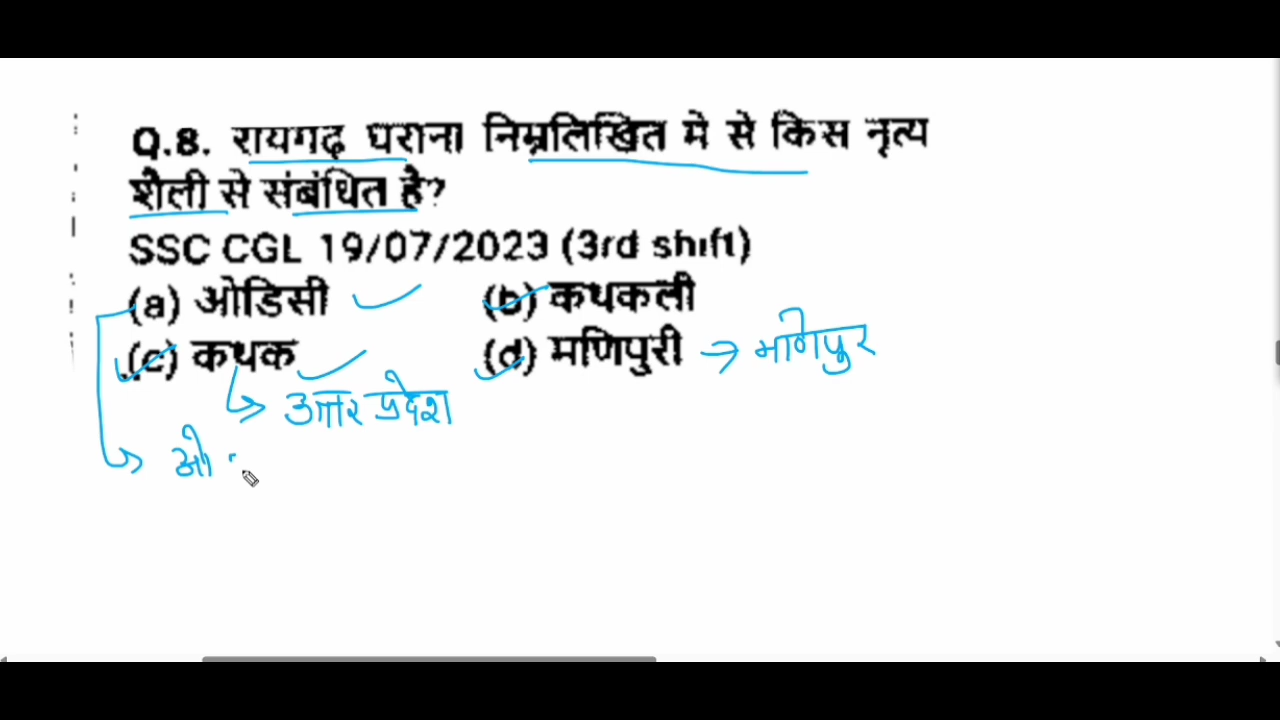 Q.8. रायगढ़ घराना निम्नलिखित मे से किस नृत्य
शैली से संबंधित है?
SSC CGL 19/07/2023 (3rd shift)
(a) ओडिसी (b) कथकली
(c) कथक (d) मणिपुरी → मणिपुर
उत्तर प्रदेश
ओ